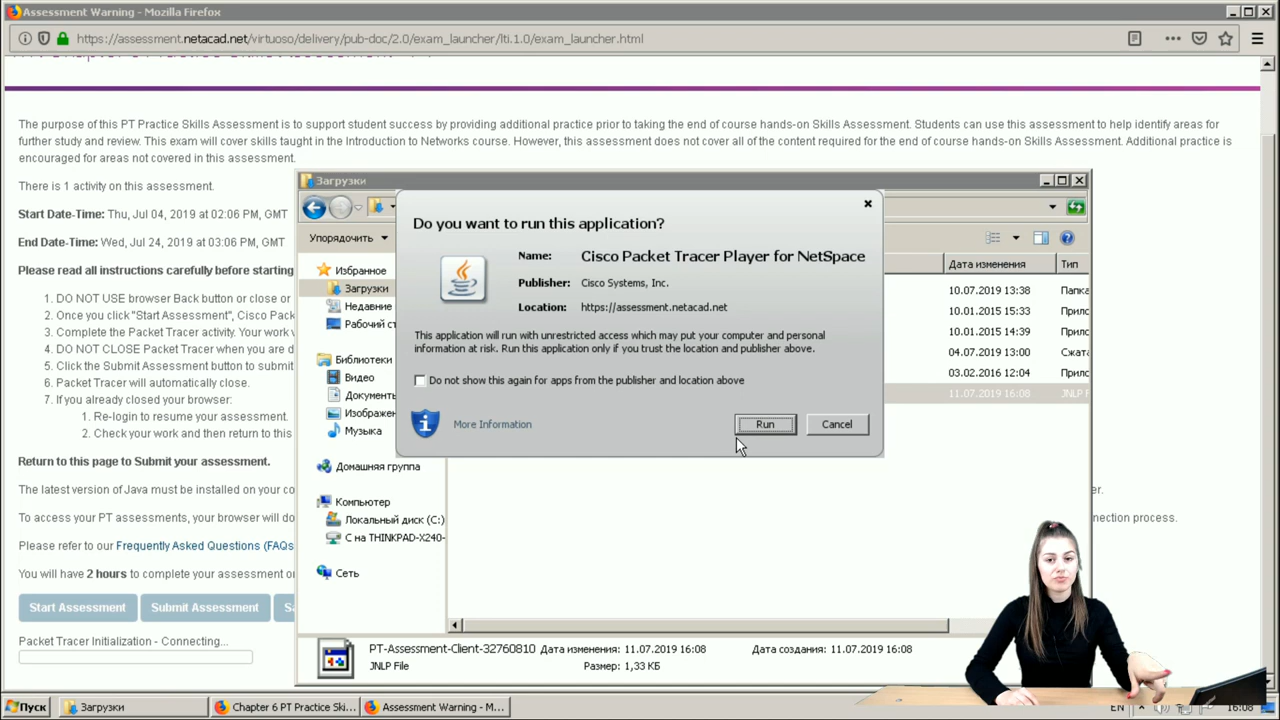 Assessment Warning - Mozilla Firefox
https://assessment.netacad.net/virtuoso/delivery/pub-doc/2.0/exam_launcher/lti.1.0/exam_launcher.html
The purpose of this PT Practice Skills Assessment is to support student success by providing additional practice prior to taking the end of course hands-on Skills Assessment. Students can use this assessment to help identify areas for
further study and review. This exam will cover skills taught in the Introduction to Networks course. However, this assessment does not cover all of the content required for the end of course hands-on Skills Assessment. Additional practice is
encouraged for areas not covered in this assessment.
There is 1 activity on this assessment.
Start Date-Time: Thu, Jul 04, 2019 at 02:06 PM, GMT
End Date-Time: Wed, Jul 24, 2019 at 03:06 PM, GMT
Please read all instructions carefully before starting
1. DO NOT USE browser Back button or close or
2. Once you click "Start Assessment", Cisco Pack
3. Complete the Packet Tracer activity. Your work
4. DO NOT CLOSE Packet Tracer when you are d
5. Click the Submit Assessment button to submit
6. Packet Tracer will automatically close.
7. If you already closed your browser:
1. Re-login to resume your assessment.
2. Check your work and then return to this
Return to this page to Submit your assessment.
The latest version of Java must be installed on your co
er.
To access your PT assessments, your browser will do
nnection process.
Please refer to our Frequently Asked Questions (FAQs
You will have 2 hours to complete your assessment or
Start Assessment
Submit Assessment
Sa
Packet Tracer Initialization - Connecting...
Загрузки
Упорядочить
Избранное
Загрузки
Недавние
Рабочий ст
Библиотеки
Видео
Документы
Изображен
Музыка
Домашняя группа
Компьютер
Локальный диск (C:)
C на THINKPAD-X240-
Сеть
Дата изменения
Тип
10.07.2019 13:38
Папка
10.01.2015 15:33
Прило
10.01.2015 14:39
Прило
04.07.2019 13:00
Сжата
03.02.2016 12:04
Прило
11.07.2019 16:08
JNLP F
Do you want to run this application?
Name: Cisco Packet Tracer Player for NetSpace
Publisher: Cisco Systems, Inc.
Location: https://assessment.netacad.net
This application will run with unrestricted access which may put your computer and personal
information at risk. Run this application only if you trust the location and publisher above.
Do not show this again for apps from the publisher and location above
More Information
Run
Cancel
PT-Assessment-Client-32760810 Дата изменения: 11.07.2019 16:08
Дата создания: 11.07.2019 16:08
JNLP File
Размер: 1,33 КБ
Пуск
Загрузки
Chapter 6 PT Practice Ski...
Assessment Warning - M...
EN
16:08